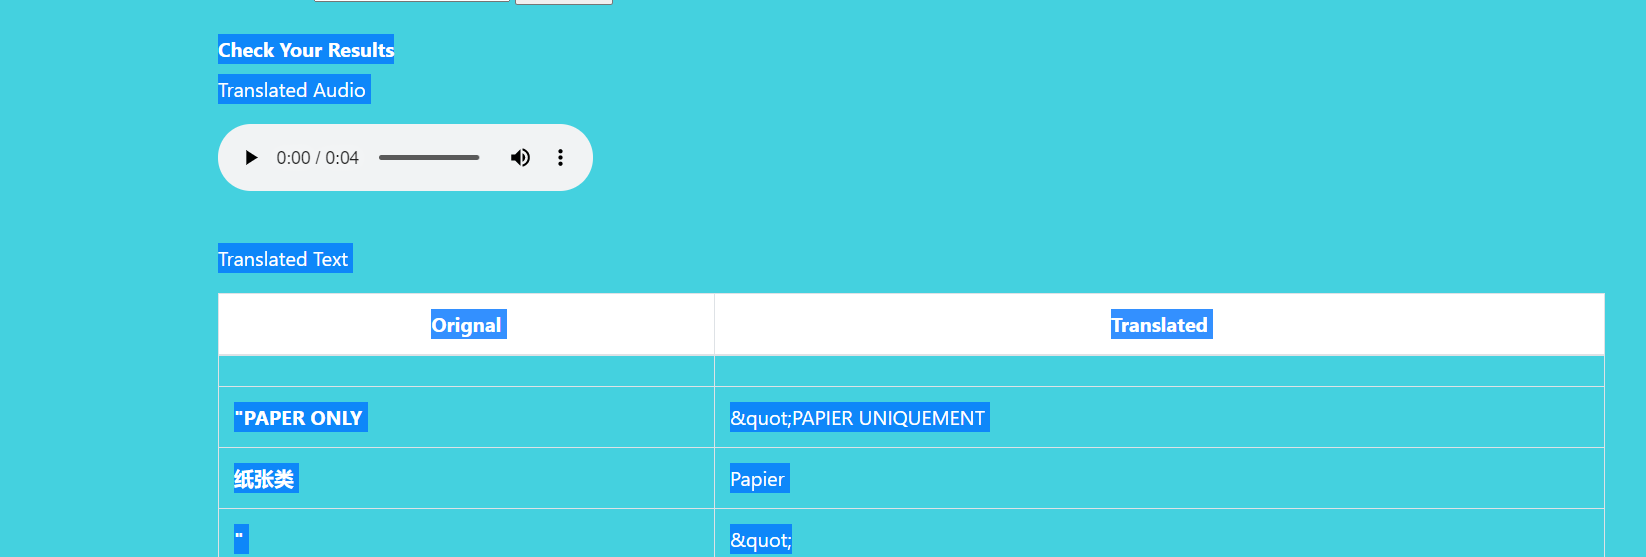 Check Your Results
Translated Audio
0:00 / 0:04
Translated Text
Orignal Translated
"PAPER ONLY &quot;PAPIER UNIQUEMENT
纸张类 Papier
" &quot;